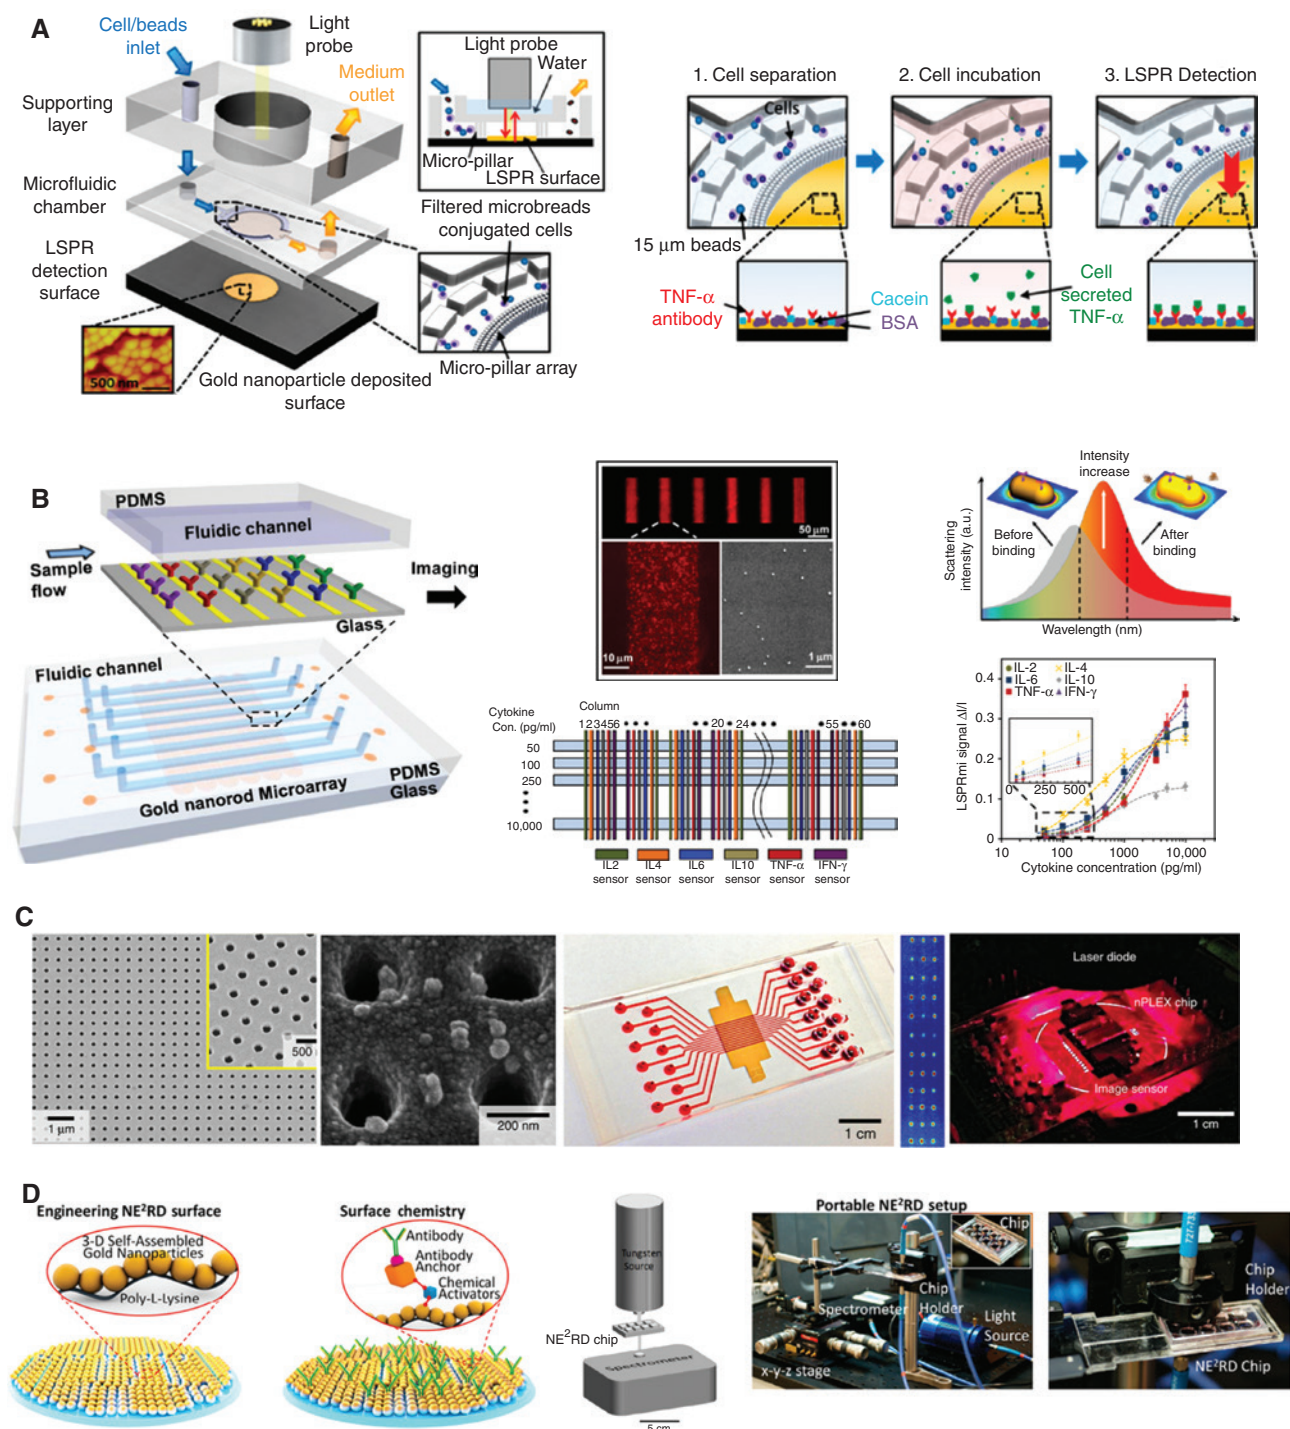 A
Cell/beads
inlet
Light
probe
Medium
outlet
Supporting
layer
Microfluidic
chamber
LSPR
detection
surface
500 nm
Gold nanoparticle deposited
surface
Light probe
Water
Micro-pillar
LSPR surface
Filtered microbreads
conjugated cells
Micro-pillar array
1. Cell separation
2. Cell incubation
3. LSPR Detection
Cells
15 μm beads
TNF-α
antibody
Cacein
BSA
Cell
secreted
TNF-α
B
PDMS
Fluidic channel
Sample
flow
Imaging
Glass
Fluidic channel
PDMS
Glass
Gold nanorod Microarray
50 μm
10 μm
1 μm
Cytokine
Con. (pg/ml)
Column
123456 20 24 55 60
50
100
250
10,000
IL2
sensor
IL4
sensor
IL6
sensor
IL10
sensor
TNF-α
sensor
IFN-γ
sensor
Intensity
increase
Before
binding
After
binding
Scattering
intensity (a.u.)
Wavelength (nm)
IL-2
IL-4
IL-6
IL-10
TNF-α
IFN-γ
LSPRmi signal ΔI/I
0.4
0.3
0.2
0.1
0
0 250 500
10 100 1000 10,000
Cytokine concentration (pg/ml)
C
500
1 μm
200 nm
1 cm
Laser diode
nPLEX chip
Image sensor
1 cm
D
Engineering NE²RD surface
3-D Self-Assembled
Gold Nanoparticles
Poly-L-Lysine
Surface chemistry
Antibody
Antibody
Anchor
Chemical
Activators
Tungsten
Source
NE²RD chip
Spectrometer
5 cm
Portable NE²RD setup
Chip
Spectrometer
Chip
Holder
Light
Source
x-y-z stage
Chip
Holder
NE²RD Chip